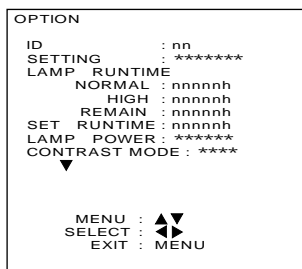 OPTION
ID : nn
SETTING : *******
LAMP RUNTIME
NORMAL : nnnnnh
HIGH : nnnnnh
REMAIN : nnnnnh
SET RUNTIME : nnnnnh
LAMP POWER : ******
CONTRAST MODE : ****
▼
MENU : ▲▼
SELECT : ◀▶
EXIT : MENU